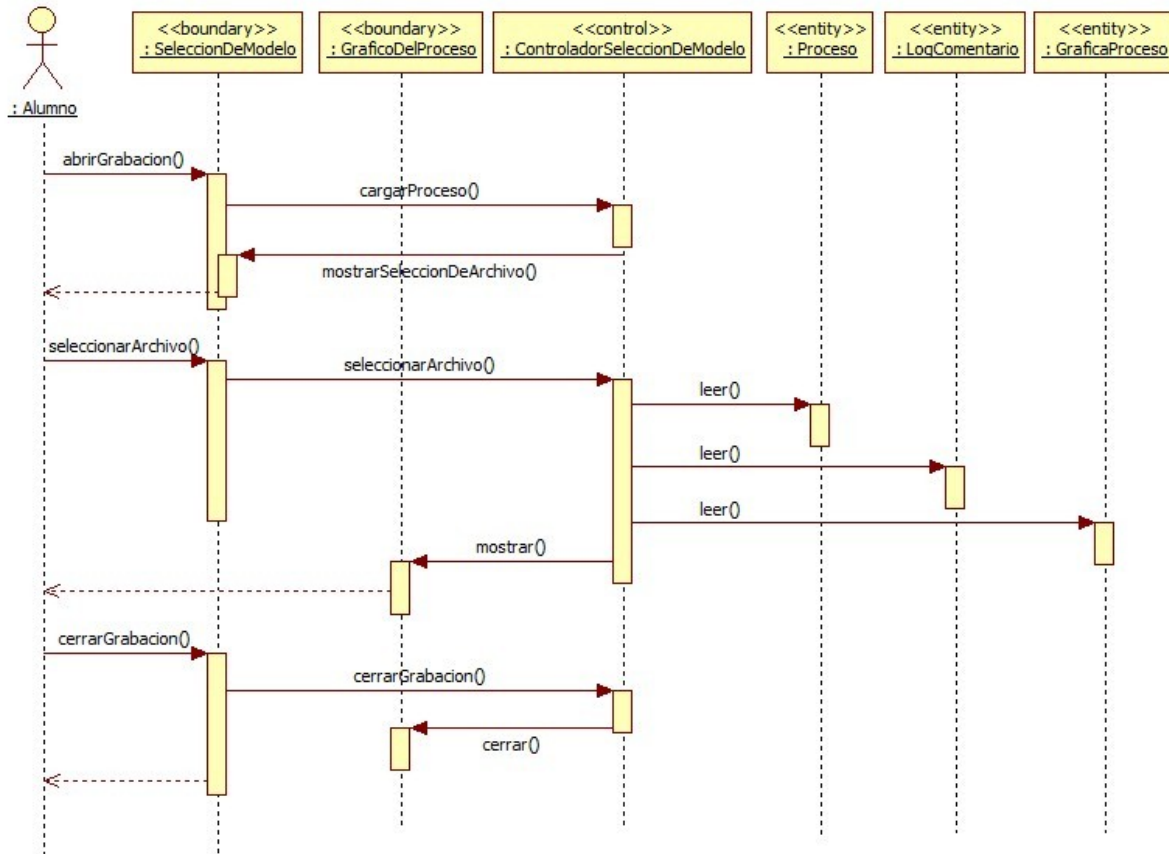 <<boundary>>
: SeleccionDeModelo
<<boundary>>
: GraficoDelProceso
<<control>>
: ControladorSeleccionDeModelo
<<entity>>
: Proceso
<<entity>>
: LogComentario
<<entity>>
: GraficaProceso
: Alumno
abrirGrabacion()
cargarProceso()
mostrarSeleccionDeArchivo()
seleccionarArchivo()
seleccionarArchivo()
leer()
leer()
leer()
mostrar()
cerrarGrabacion()
cerrarGrabacion()
cerrar()